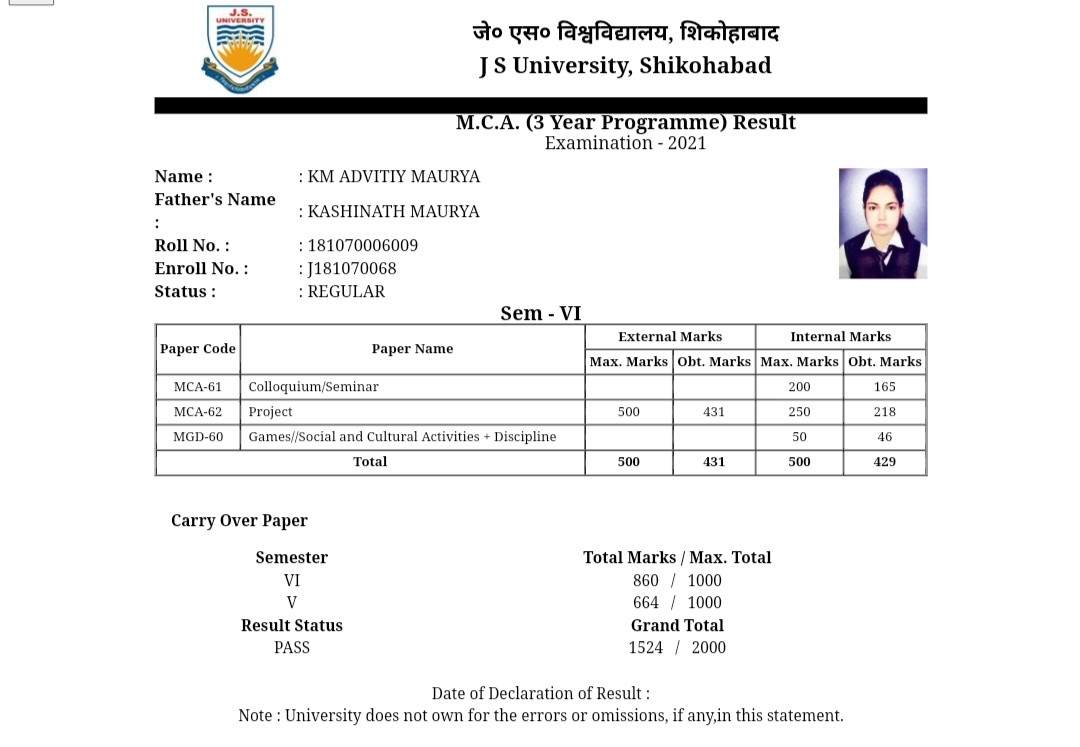 J.S.
UNIVERSITY
जे० एस० विश्वविद्यालय, शिकोहाबाद
J S University, Shikohabad
M.C.A. (3 Year Programme) Result
Examination - 2021
Name : : KM ADVITIY MAURYA
Father's Name : : KASHINATH MAURYA
Roll No. : : 181070006009
Enroll No. : : J181070068
Status : : REGULAR
Sem - VI
Paper Code Paper Name External Marks Internal Marks
Max. Marks Obt. Marks Max. Marks Obt. Marks
MCA-61 Colloquium/Seminar 200 165
MCA-62 Project 500 431 250 218
MGD-60 Games//Social and Cultural Activities + Discipline 50 46
Total 500 431 500 429
Carry Over Paper
Semester Total Marks / Max. Total
VI 860 / 1000
V 664 / 1000
Result Status Grand Total
PASS 1524 / 2000
Date of Declaration of Result :
Note : University does not own for the errors or omissions, if any,in this statement.